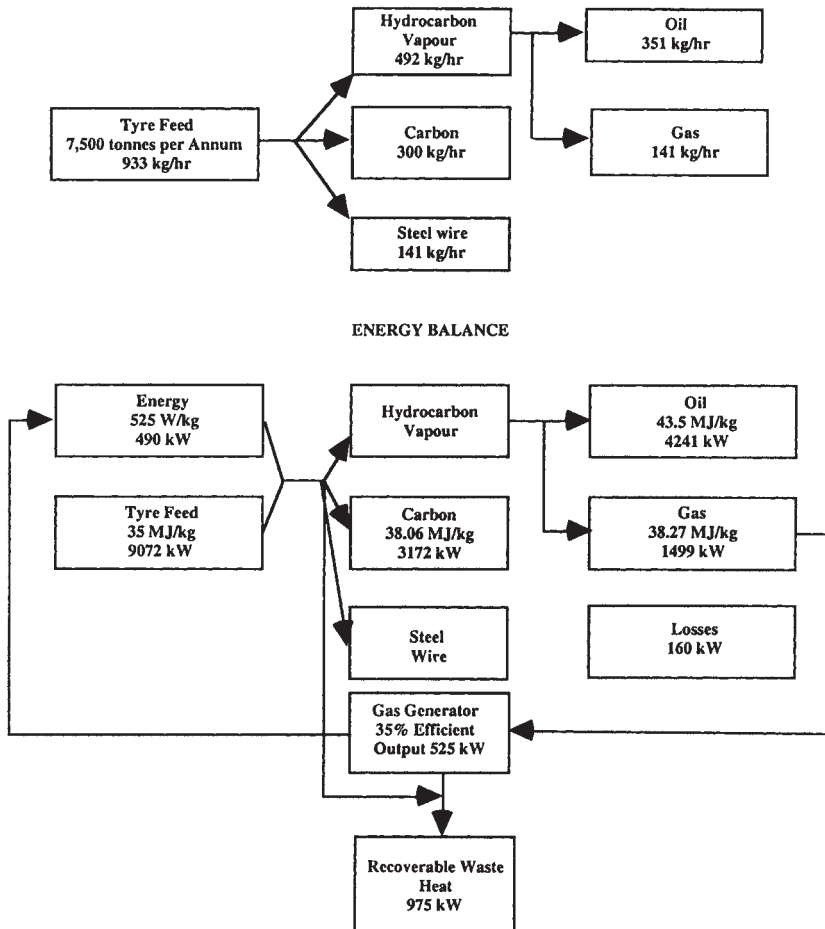 Hydrocarbon
Vapour
492 kg/hr
Oil
351 kg/hr
Tyre Feed
7,500 tonnes per Annum
933 kg/hr
Carbon
300 kg/hr
Gas
141 kg/hr
Steel wire
141 kg/hr
ENERGY BALANCE
Energy
525 W/kg
490 kW
Hydrocarbon
Vapour
Oil
43.5 MJ/kg
4241 kW
Tyre Feed
35 MJ/kg
9072 kW
Carbon
38.06 MJ/kg
3172 kW
Gas
38.27 MJ/kg
1499 kW
Steel
Wire
Losses
160 kW
Gas Generator
35% Efficient
Output 525 kW
Recoverable Waste
Heat
975 kW